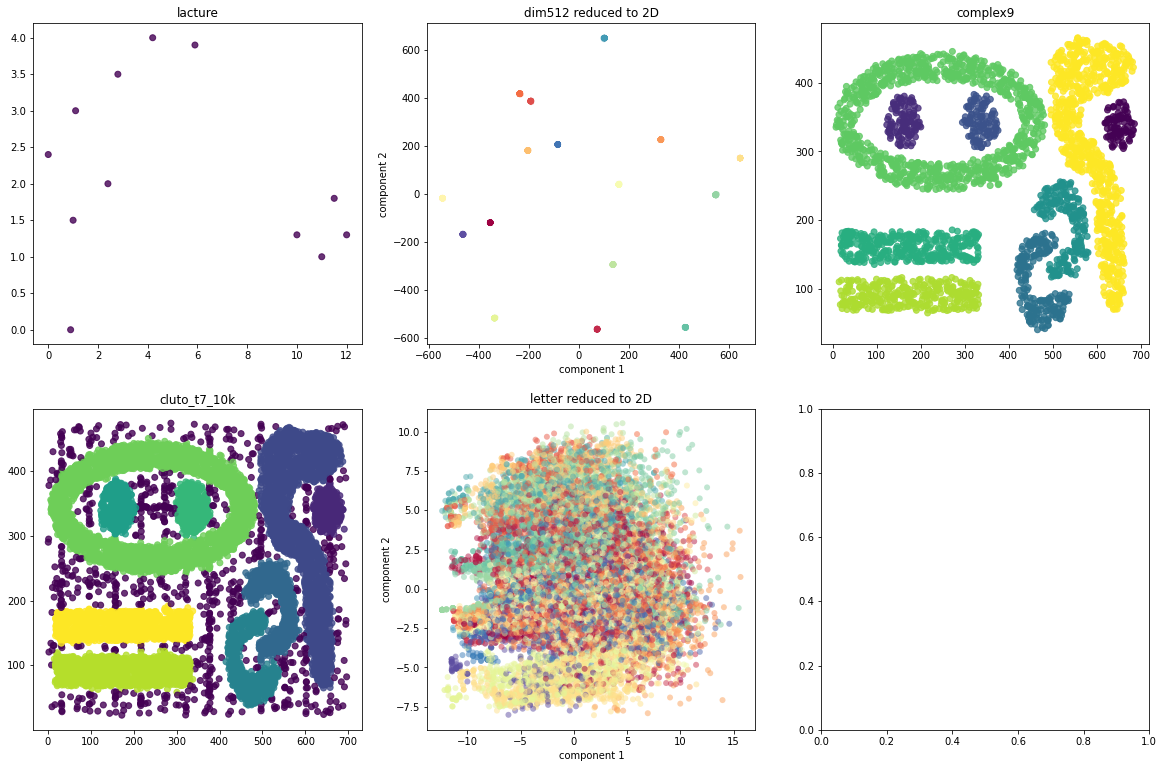 lacture
4.0
3.5
3.0
2.5
2.0
1.5
1.0
0.5
0.0
0 2 4 6 8 10 12
dim512 reduced to 2D
component 2
600
400
200
0
−200
−400
−600
−600 −400 −200 0 200 400 600
component 1
complex9
400
300
200
100
0 100 200 300 400 500 600 700
cluto_t7_10k
400
300
200
100
0 100 200 300 400 500 600 700
letter reduced to 2D
component 2
10.0
7.5
5.0
2.5
0.0
−2.5
−5.0
−7.5
−10 −5 0 5 10 15
component 1
1.0
0.8
0.6
0.4
0.2
0.0
0.0 0.2 0.4 0.6 0.8 1.0